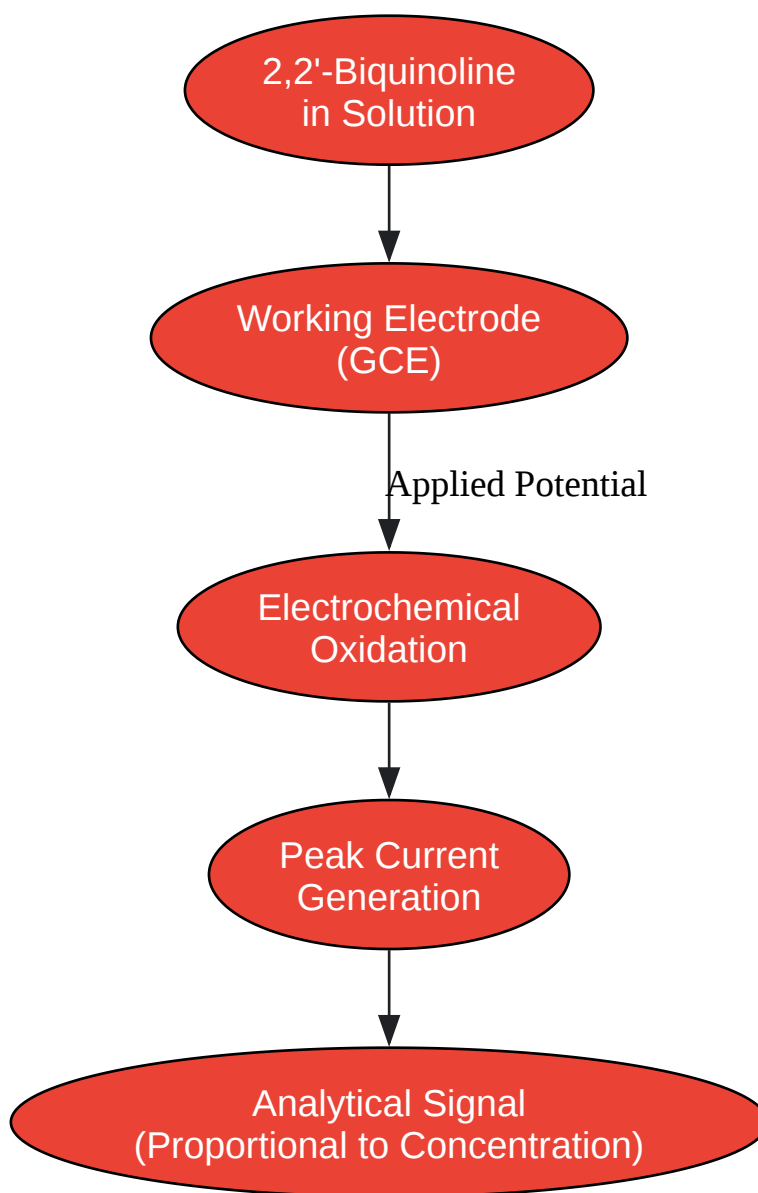 2,2'-Biquinoline
in Solution
Working Electrode
(GCE)
Applied Potential
Electrochemical
Oxidation
Peak Current
Generation
Analytical Signal
(Proportional to Concentration)